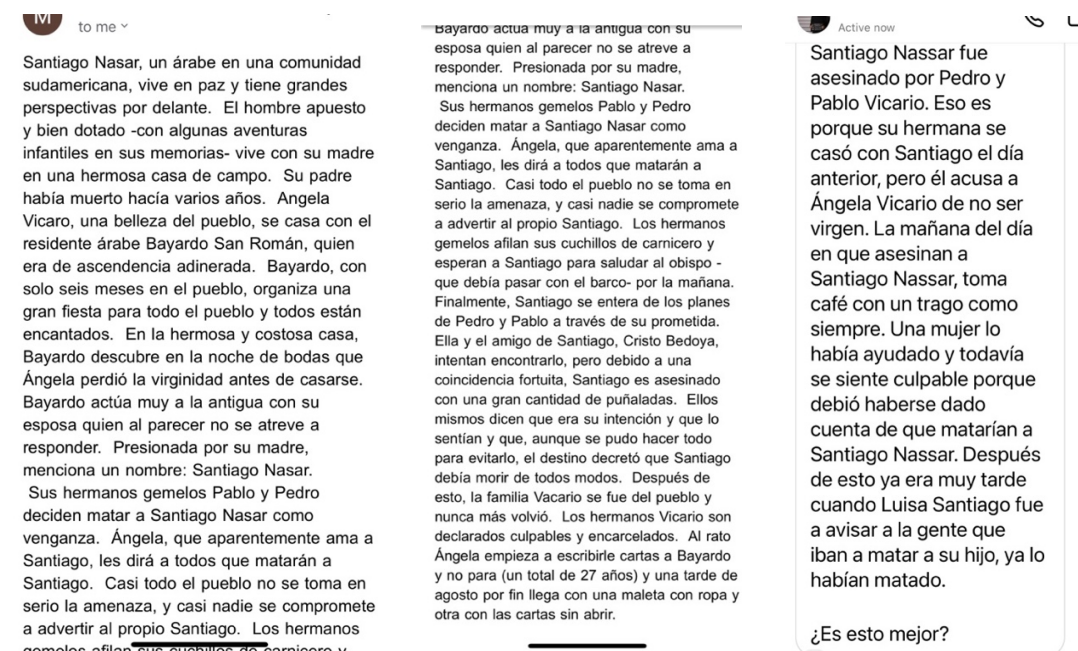 M
to me
Santiago Nasar, un árabe en una comunidad
sudamericana, vive en paz y tiene grandes
perspectivas por delante. El hombre apuesto
y bien dotado -con algunas aventuras
infantiles en sus memorias- vive con su madre
en una hermosa casa de campo. Su padre
había muerto hacía varios años. Angela
Vicaro, una belleza del pueblo, se casa con el
residente árabe Bayardo San Román, quien
era de ascendencia adinerada. Bayardo, con
solo seis meses en el pueblo, organiza una
gran fiesta para todo el pueblo y todos están
encantados. En la hermosa y costosa casa,
Bayardo descubre en la noche de bodas que
Ángela perdió la virginidad antes de casarse.
Bayardo actúa muy a la antigua con su
esposa quien al parecer no se atreve a
responder. Presionada por su madre,
menciona un nombre: Santiago Nasar.
Sus hermanos gemelos Pablo y Pedro
deciden matar a Santiago Nasar como
venganza. Ángela, que aparentemente ama a
Santiago, les dirá a todos que matarán a
Santiago. Casi todo el pueblo no se toma en
serio la amenaza, y casi nadie se compromete
a advertir al propio Santiago. Los hermanos
gemelos afilan sus cuchillos de carnicero y
Bayardo actúa muy a la antigua con su
esposa quien al parecer no se atreve a
responder. Presionada por su madre,
menciona un nombre: Santiago Nasar.
Sus hermanos gemelos Pablo y Pedro
deciden matar a Santiago Nasar como
venganza. Ángela, que aparentemente ama a
Santiago, les dirá a todos que matarán a
Santiago. Casi todo el pueblo no se toma en
serio la amenaza, y casi nadie se compromete
a advertir al propio Santiago. Los hermanos
gemelos afilan sus cuchillos de carnicero y
esperan a Santiago para saludar al obispo -
que debía pasar con el barco- por la mañana.
Finalmente, Santiago se entera de los planes
de Pedro y Pablo a través de su prometida.
Ella y el amigo de Santiago, Cristo Bedoya,
intentan encontrarlo, pero debido a una
coincidencia fortuita, Santiago es asesinado
con una gran cantidad de puñaladas. Ellos
mismos dicen que era su intención y que lo
sentían y que, aunque se pudo hacer todo
para evitarlo, el destino decretó que Santiago
debía morir de todos modos. Después de
esto, la familia Vacario se fue del pueblo y
nunca más volvió. Los hermanos Vicario son
declarados culpables y encarcelados. Al rato
Ángela empieza a escribirle cartas a Bayardo
y no para (un total de 27 años) y una tarde de
agosto por fin llega con una maleta con ropa y
otra con las cartas sin abrir.
Active now
Santiago Nassar fue
asesinado por Pedro y
Pablo Vicario. Eso es
porque su hermana se
casó con Santiago el día
anterior, pero él acusa a
Ángela Vicario de no ser
virgen. La mañana del día
en que asesinan a
Santiago Nassar, toma
café con un trago como
siempre. Una mujer lo
había ayudado y todavía
se siente culpable porque
debió haberse dado
cuenta de que matarían a
Santiago Nassar. Después
de esto ya era muy tarde
cuando Luisa Santiago fue
a avisar a la gente que
iban a matar a su hijo, ya lo
habían matado.
¿Es esto mejor?